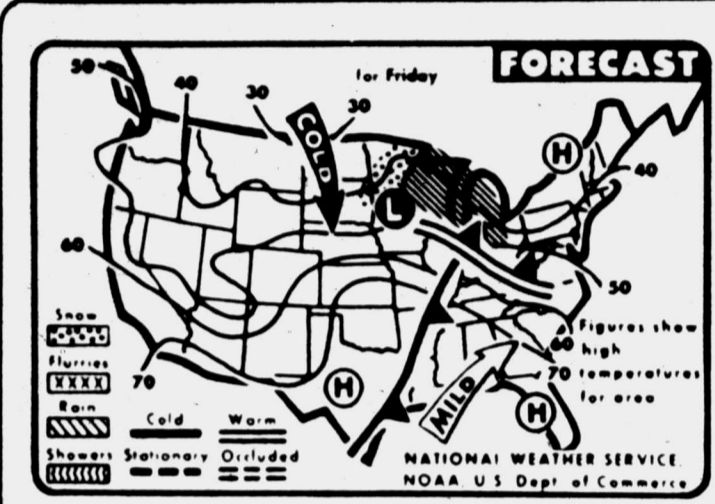 FORECAST
for Friday
50
40
30
30
COLD
H
40
L
60
50
Snow
Flurries
Rain
Showers
70
Cold
Warm
Stationary
Occluded
H
MILD
H
60
70
Figures show
high
temperatures
for area
NATIONAL WEATHER SERVICE,
NOAA, U S Dept of Commerce